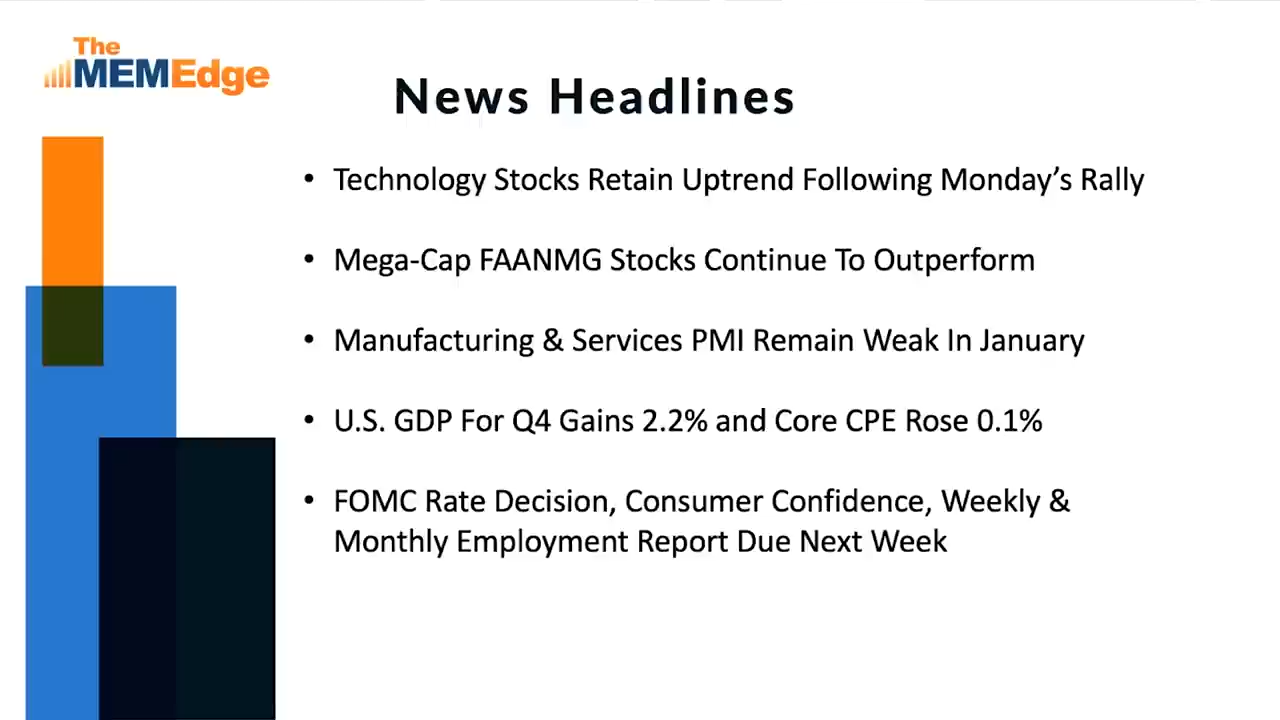 The
MEMEdge
News Headlines
• Technology Stocks Retain Uptrend Following Monday’s Rally
• Mega-Cap FAANMG Stocks Continue To Outperform
• Manufacturing & Services PMI Remain Weak In January
• U.S. GDP For Q4 Gains 2.2% and Core CPE Rose 0.1%
• FOMC Rate Decision, Consumer Confidence, Weekly &
Monthly Employment Report Due Next Week